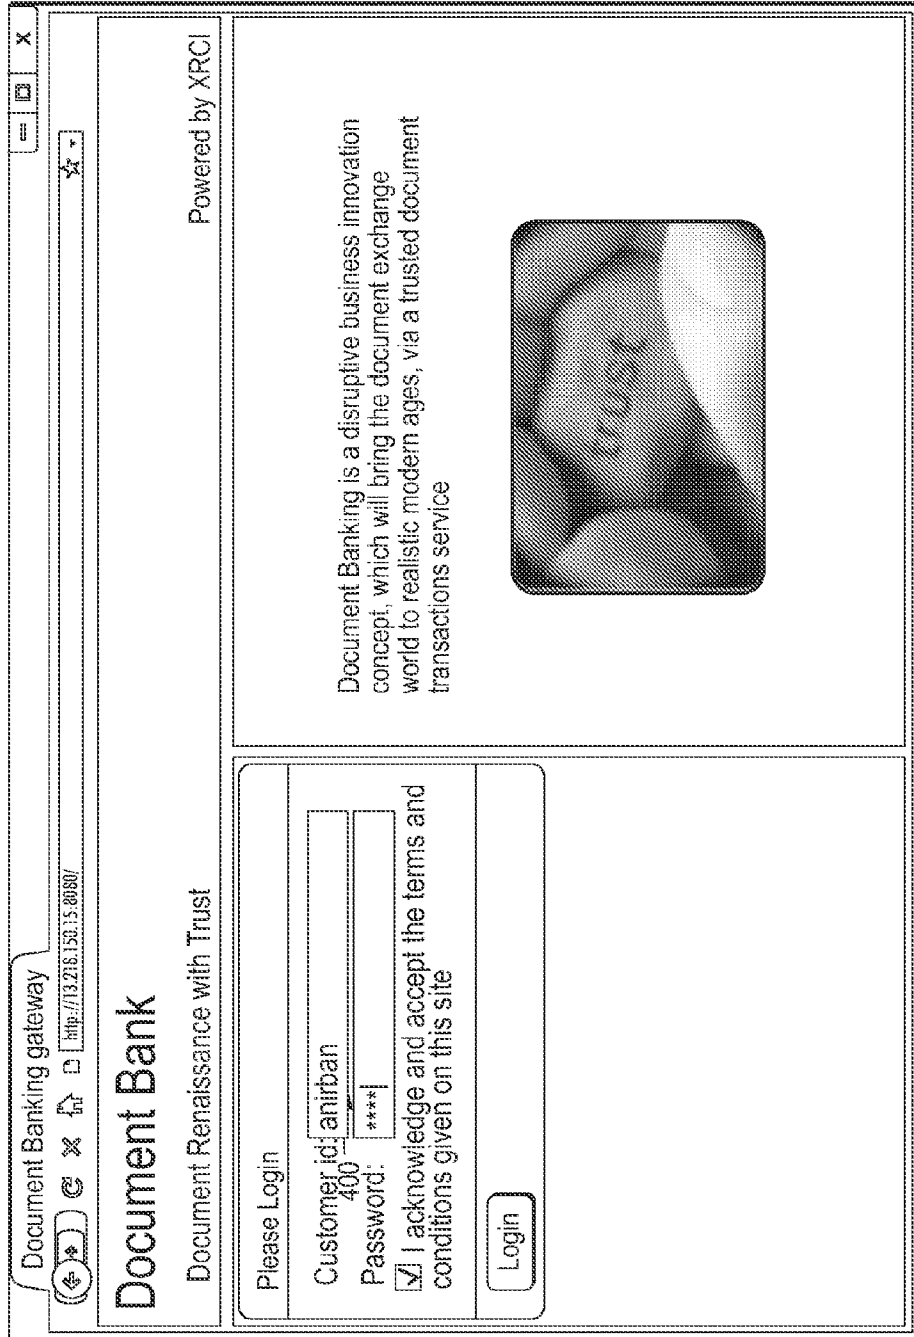 Document Banking gateway
http://13.218.150.15:8080/
Document Bank
Document Renaissance with Trust
Powered by XRCI
Please Login
Customer id: anirban
400
Password: ****
I acknowledge and accept the terms and
conditions given on this site
Login
Document Banking is a disruptive business innovation
concept, which will bring the document exchange
world to realistic modern ages, via a trusted document
transactions service